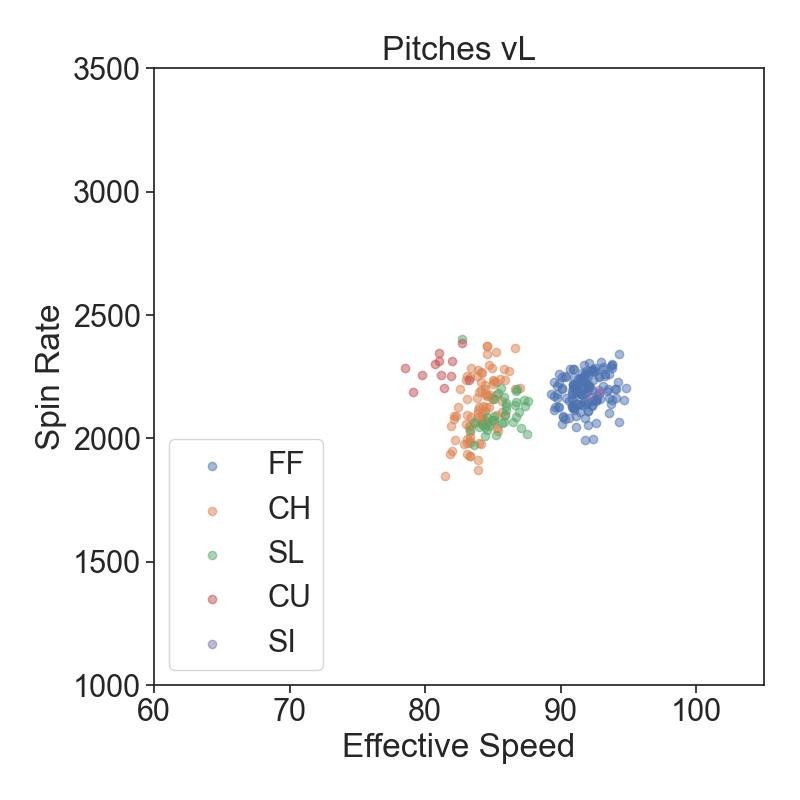 Pitches vL
3500
3000
2500
2000
1500
1000
Spin Rate
FF
CH
SL
CU
SI
60 70 80 90 100
Effective Speed